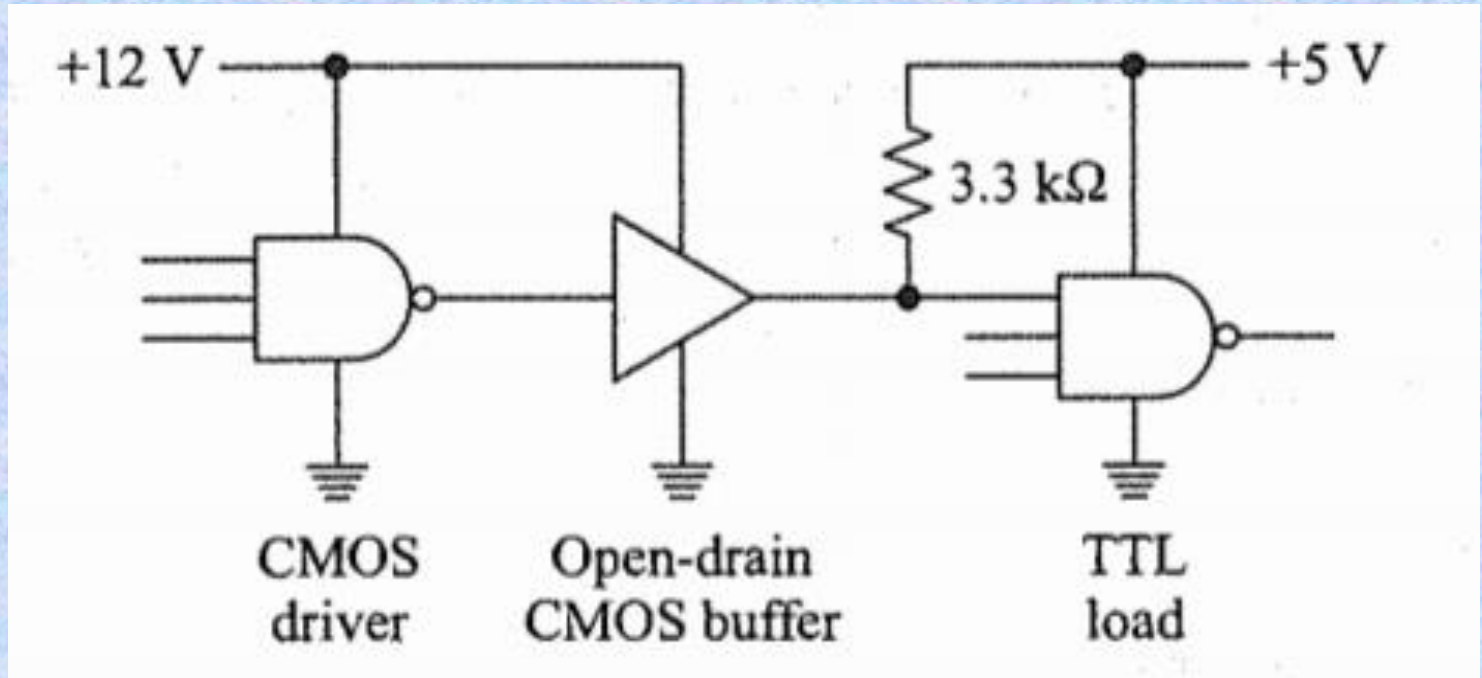 +12 V
+5 V
3.3 kΩ
CMOS
driver
Open-drain
CMOS buffer
TTL
load